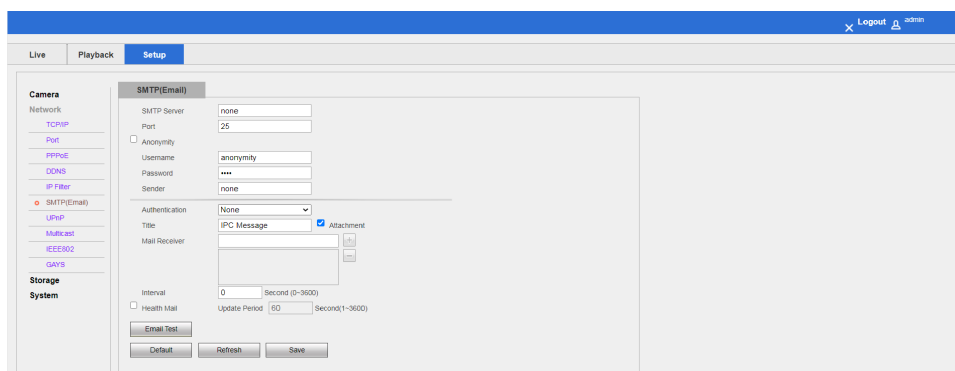 Logout admin
Live Playback Setup
Camera
Network
TCP/IP
Port
PPPoE
DDNS
IP Filter
SMTP(Email)
UPnP
Multicast
IEEE802
GAYS
Storage
System
SMTP(Email)
SMTP Server none
Port 25
Anonymity
Username anonymity
Password ••••
Sender none
Authentication None
Title IPC Message Attachment
Mail Receiver +
—
Interval 0 Second (0~3600)
Health Mail Update Period 60 Second(1~3600)
Email Test
Default Refresh Save